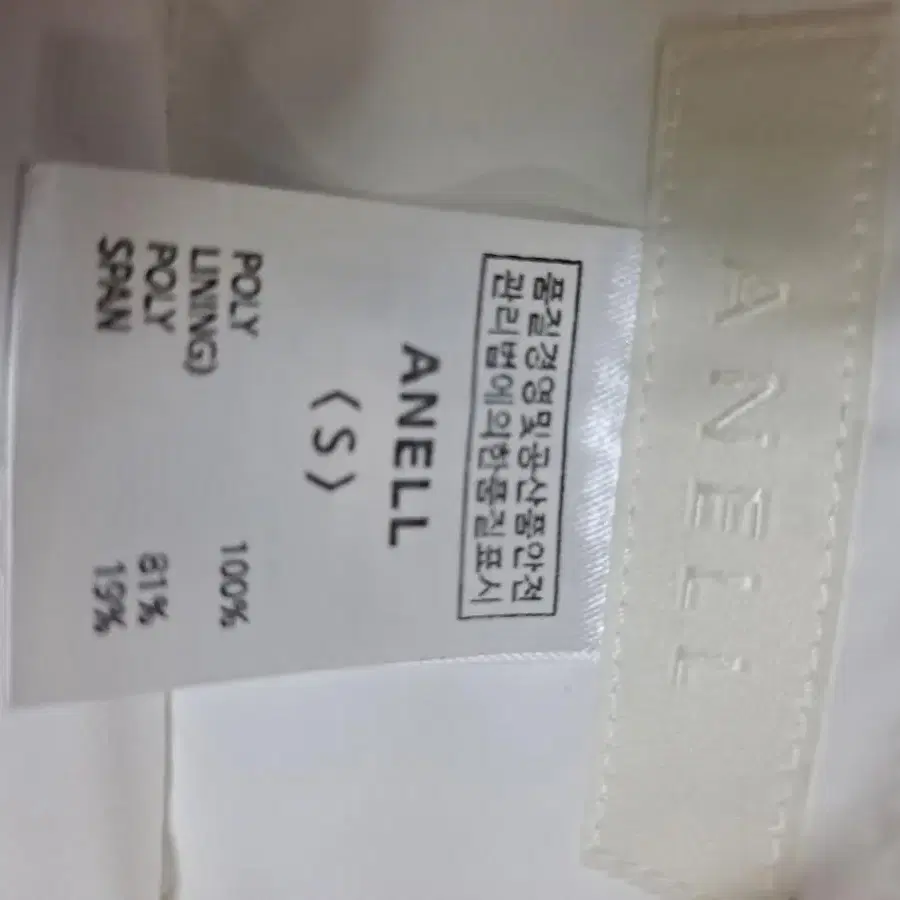 ANELL
품질경영및공산품안전
관리법에의한품질표시
ANELL
<S>
POLY 100%
LINING)
POLY 81%
SPAN 19%